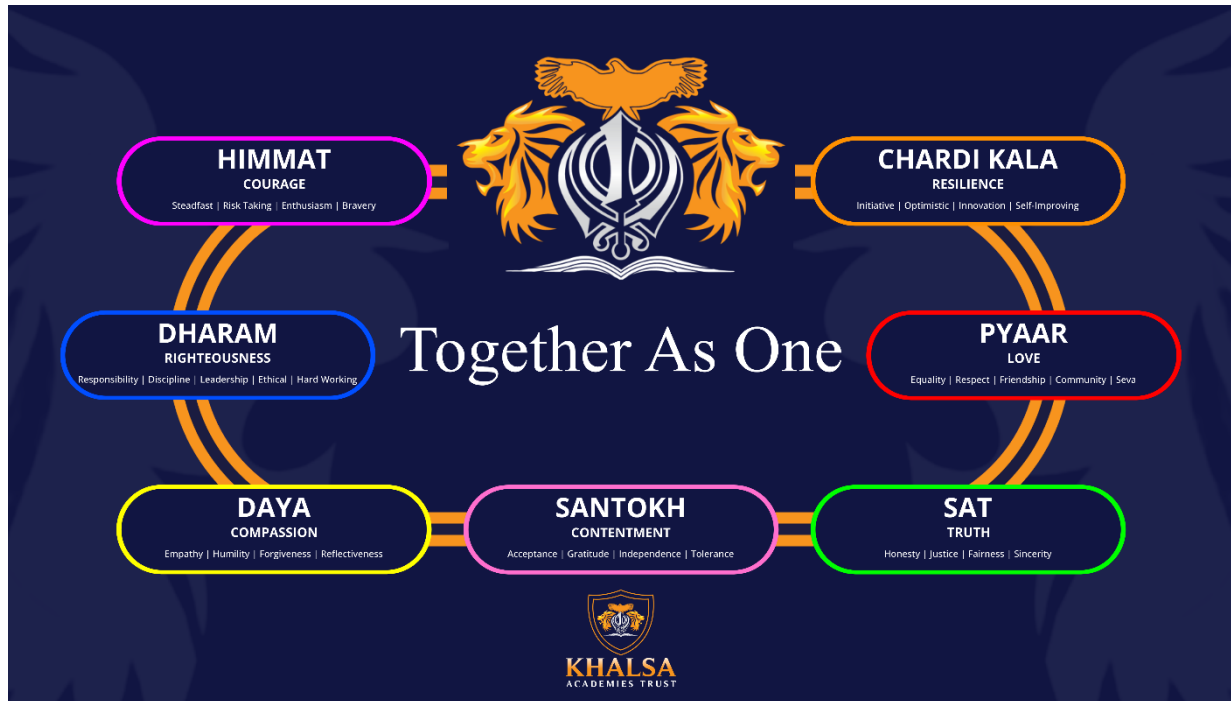 HIMMAT
COURAGE
Steadfast | Risk Taking | Enthusiasm | Bravery
CHARDI KALA
RESILIENCE
Initiative | Optimistic | Innovation | Self-Improving
DHARAM
RIGHTEOUSNESS
Responsibility | Discipline | Leadership | Ethical | Hard Working
Together As One
PYAAR
LOVE
Equality | Respect | Friendship | Community | Seva
DAYA
COMPASSION
Empathy | Humility | Forgiveness | Reflectiveness
SANTOKH
CONTENTMENT
Acceptance | Gratitude | Independence | Tolerance
SAT
TRUTH
Honesty | Justice | Fairness | Sincerity
KHALSA
ACADEMIES TRUST